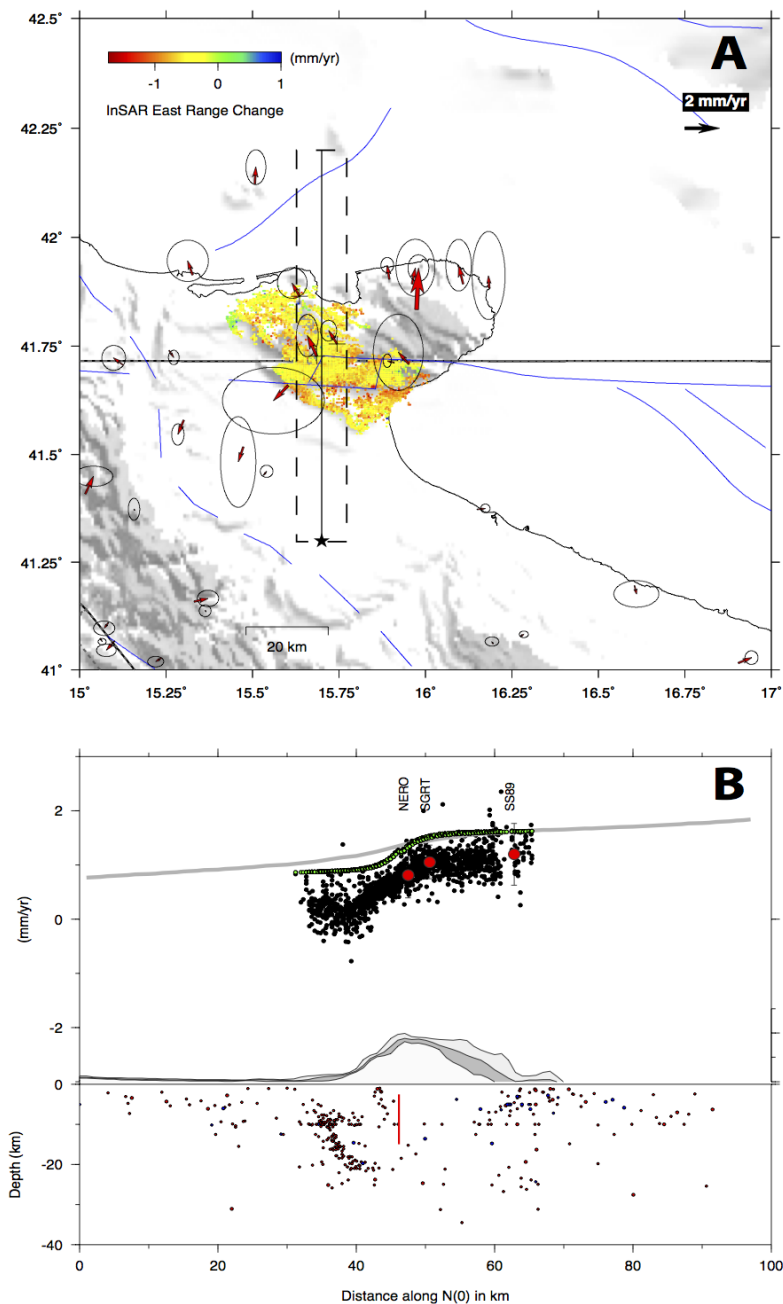 42.5˚
A
(mm/yr)
-1 0 1
InSAR East Range Change
2 mm/yr
42.25˚
42˚
41.75˚
41.5˚
41.25˚
20 km
41˚
15˚ 15.25˚ 15.5˚ 15.75˚ 16˚ 16.25˚ 16.5˚ 16.75˚ 17˚
B
NERO
SGRT
SS89
2
(mm/yr)
0
-2
0
Depth (km)
-20
-40
0 20 40 60 80 100
Distance along N(0) in km